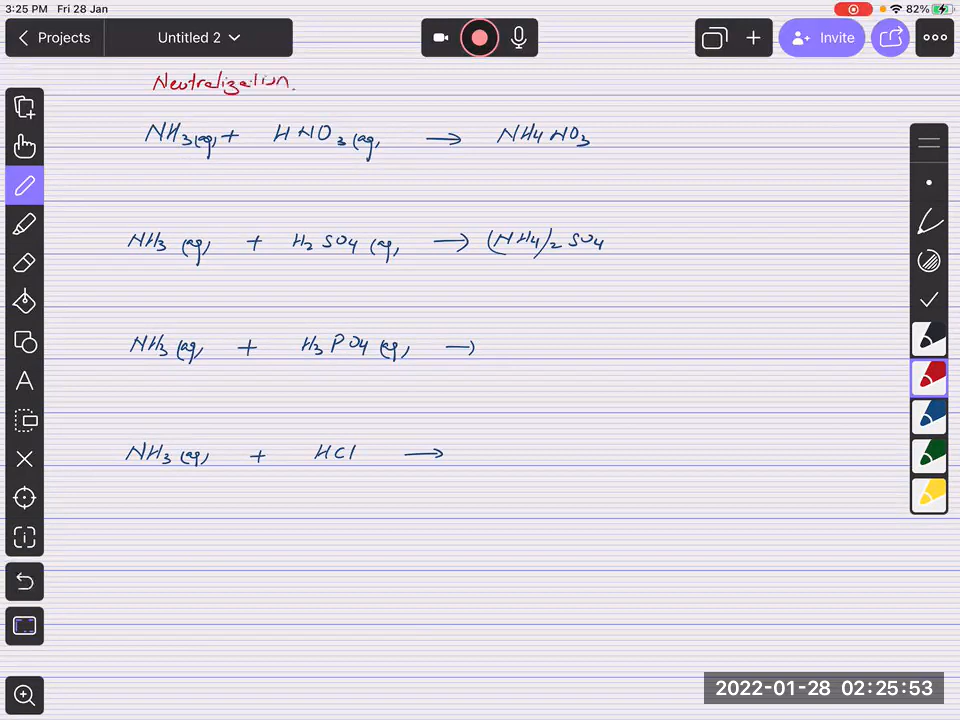 3:25 PM Fri 28 Jan 82%
Projects Untitled 2 Invite
Neutralization.
NH3(aq) + HNO3(aq) → NH4NO3
NH3 (aq) + H2SO4 (aq) → (NH4)2SO4
NH3 (aq) + H3PO4 (aq) →
NH3 (aq) + HCl →
2022-01-28 02:25:53